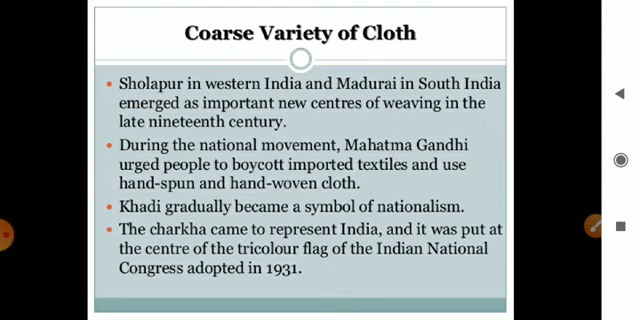 Coarse Variety of Cloth
• Sholapur in western India and Madurai in South India
emerged as important new centres of weaving in the
late nineteenth century.
• During the national movement, Mahatma Gandhi
urged people to boycott imported textiles and use
hand-spun and hand-woven cloth.
• Khadi gradually became a symbol of nationalism.
• The charkha came to represent India, and it was put at
the centre of the tricolour flag of the Indian National
Congress adopted in 1931.